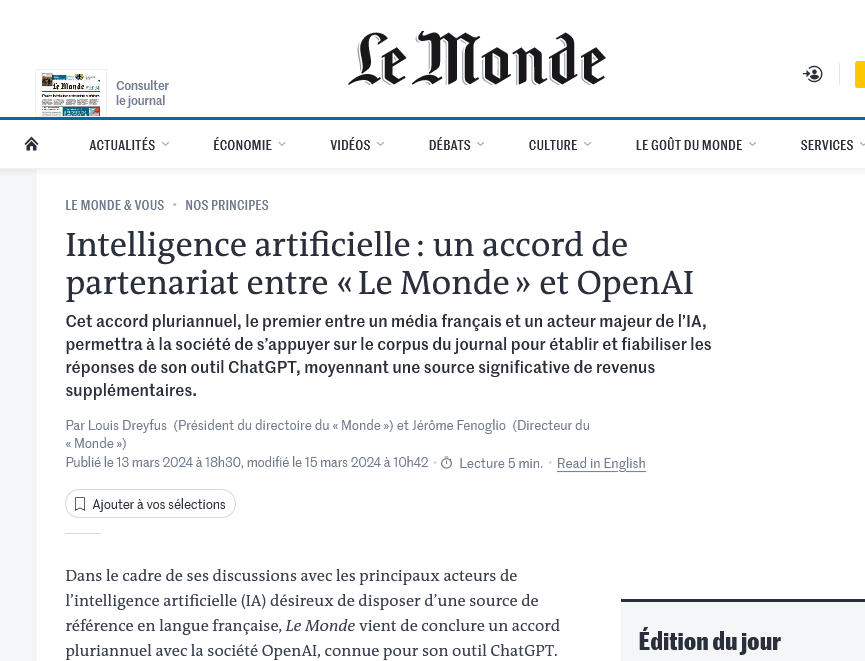 Le Monde
Le Monde
Consulter
le journal
ACTUALITÉS
ÉCONOMIE
VIDÉOS
DÉBATS
CULTURE
LE GOÛT DU MONDE
SERVICES
LE MONDE & VOUS • NOS PRINCIPES
Intelligence artificielle : un accord de
partenariat entre « Le Monde » et OpenAI
Cet accord pluriannuel, le premier entre un média français et un acteur majeur de l’IA,
permettra à la société de s’appuyer sur le corpus du journal pour établir et fiabiliser les
réponses de son outil ChatGPT, moyennant une source significative de revenus
supplémentaires.
Par Louis Dreyfus (Président du directoire du « Monde ») et Jérôme Fenoglio (Directeur du
« Monde »)
Publié le 13 mars 2024 à 18h30, modifié le 15 mars 2024 à 10h42 · Lecture 5 min. · Read in English
Ajouter à vos sélections
Dans le cadre de ses discussions avec les principaux acteurs de
l’intelligence artificielle (IA) désireux de disposer d’une source de
référence en langue française, Le Monde vient de conclure un accord
pluriannuel avec la société OpenAI, connue pour son outil ChatGPT.
Édition du jour